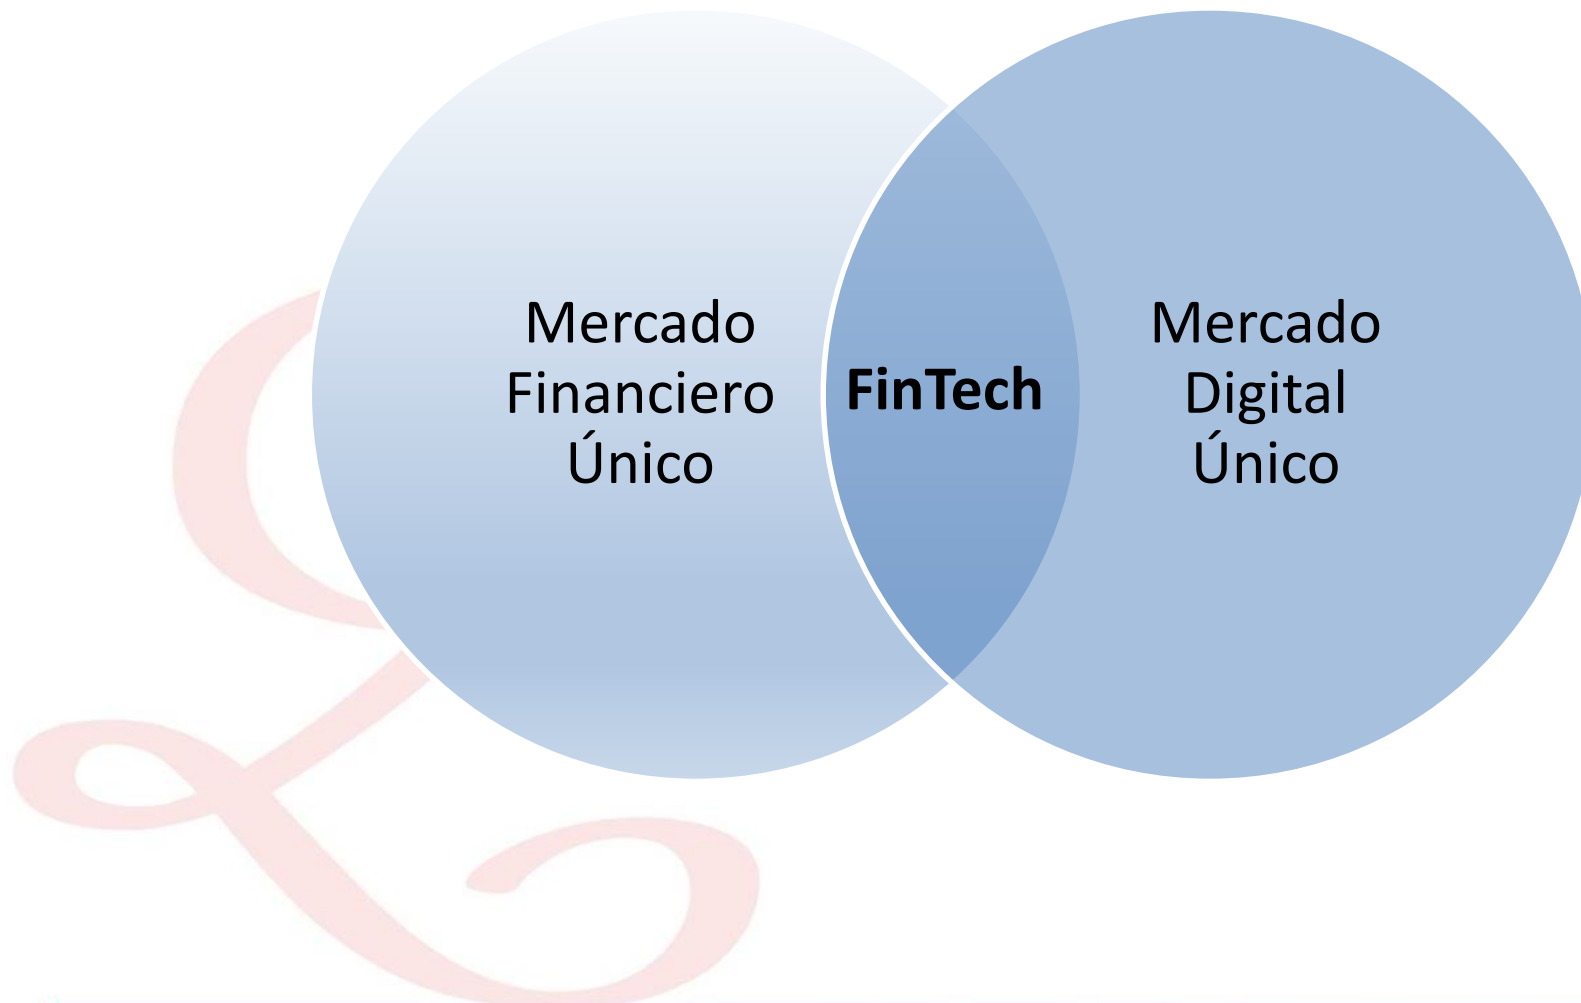 Mercado
Financiero
Único
FinTech
Mercado
Digital
Único